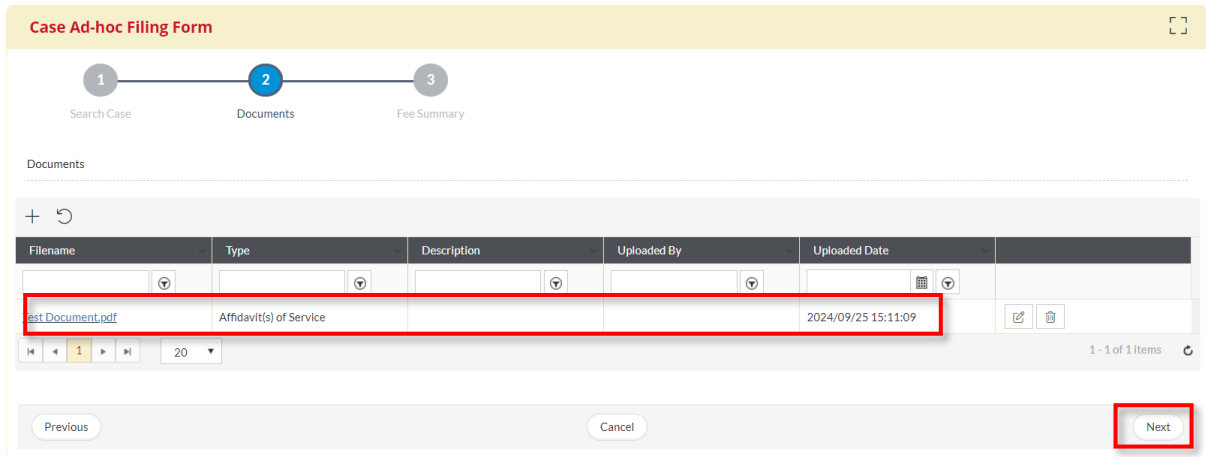 Case Ad-hoc Filing Form
1 2 3
Search Case Documents Fee Summary
Documents
Filename Type Description Uploaded By Uploaded Date
Test Document.pdf Affidavit(s) of Service 2024/09/25 15:11:09
1 20 1 - 1 of 1 items
Previous Cancel Next